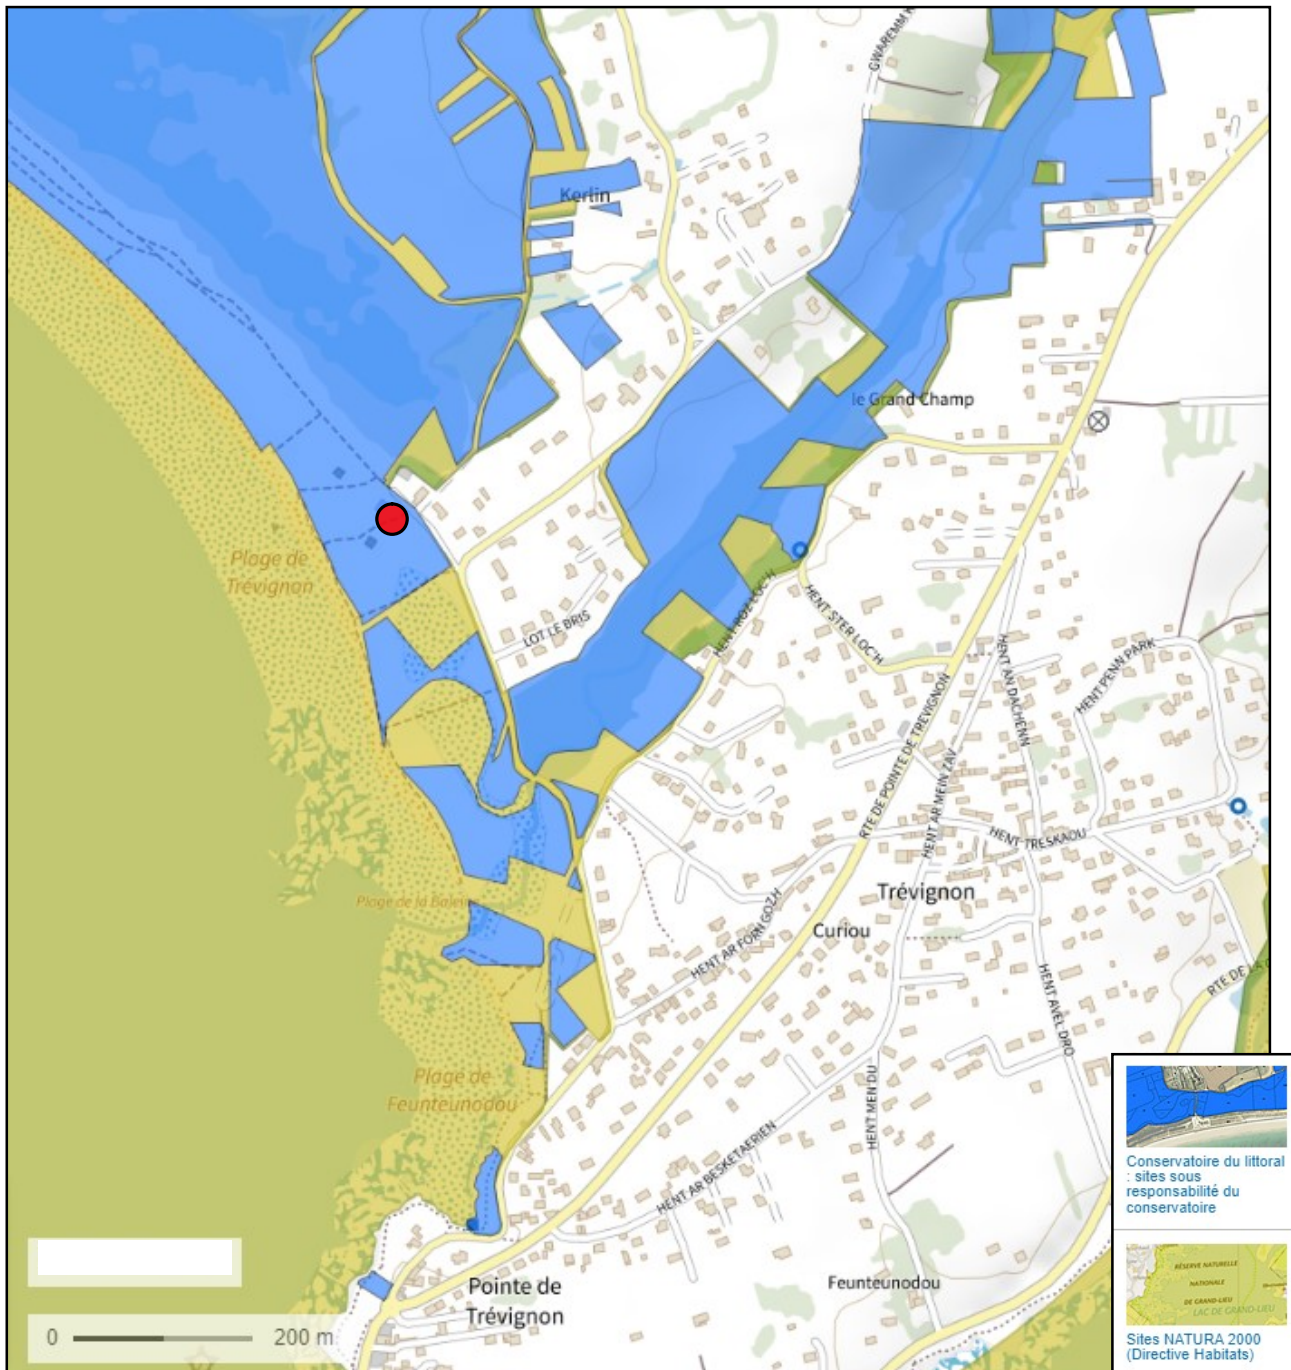 GWAREMM
Kerlin
le Grand Champ
Plage de
Trévignon
LOT LE BRIS
HENT ROZ LOC'H
HENT STER LOC'H
HENT AN DACHENN
HENT PENN PARK
RTE DE POINTE DE TREVIGNON
HENT AR MEIN ZAV
HENT TRESKAOU
Plage de la Baleine
Trévignon
Curiou
HENT AR FORN GOZH
HENT AVEL DRO
RTE DE LA
Plage de
Feunteunodou
HENT MEN DU
HENT AR BESKETAERIEN
Pointe de
Trévignon
Feunteunodou
0 200 m
Conservatoire du littoral
: sites sous
responsabilité du
conservatoire
RÉSERVE NATURELLE
NATIONALE
DE GRAND-LIEU
LAC DE GRAND-LIEU
Sites NATURA 2000
(Directive Habitats)